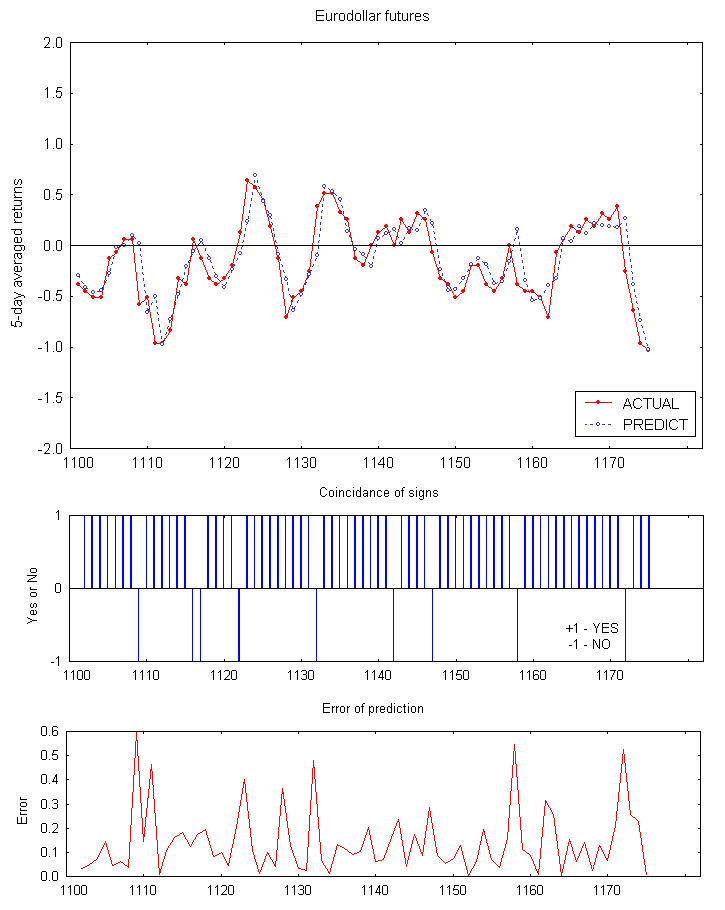 Eurodollar futures
2.0
1.5
1.0
0.5
0.0
-0.5
-1.0
-1.5
-2.0
5-day averaged returns
ACTUAL
PREDICT
1100 1110 1120 1130 1140 1150 1160 1170
Coincidance of signs
1
0
-1
Yes or No
+1 - YES
-1 - NO
1100 1110 1120 1130 1140 1150 1160 1170
Error of prediction
0.6
0.5
0.4
0.3
0.2
0.1
0.0
Error
1100 1110 1120 1130 1140 1150 1160 1170